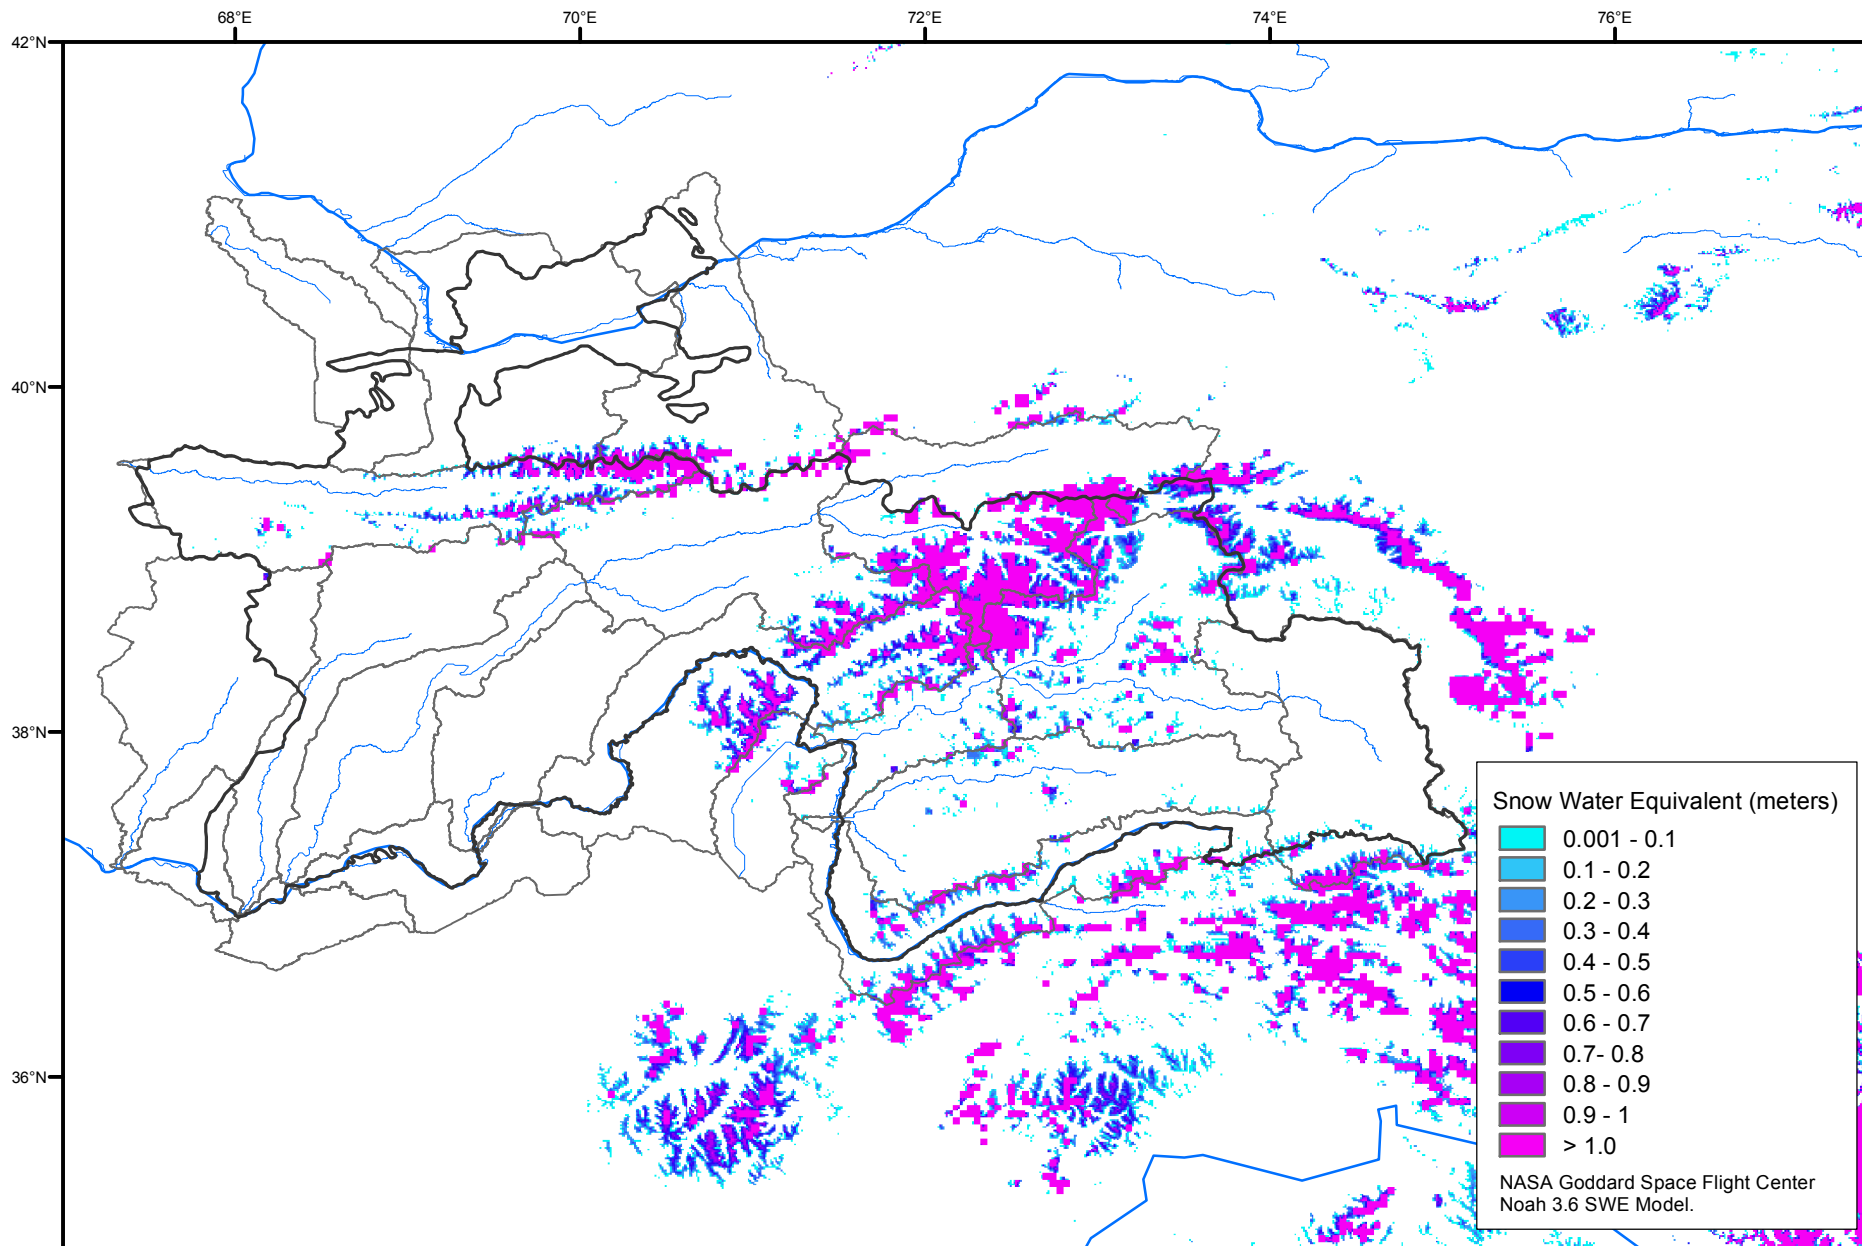 68°E
70°E
72°E
74°E
76°E
42°N
40°N
38°N
36°N
Snow Water Equivalent (meters)
0.001 - 0.1
0.1 - 0.2
0.2 - 0.3
0.3 - 0.4
0.4 - 0.5
0.5 - 0.6
0.6 - 0.7
0.7- 0.8
0.8 - 0.9
0.9 - 1
> 1.0
NASA Goddard Space Flight Center
Noah 3.6 SWE Model.